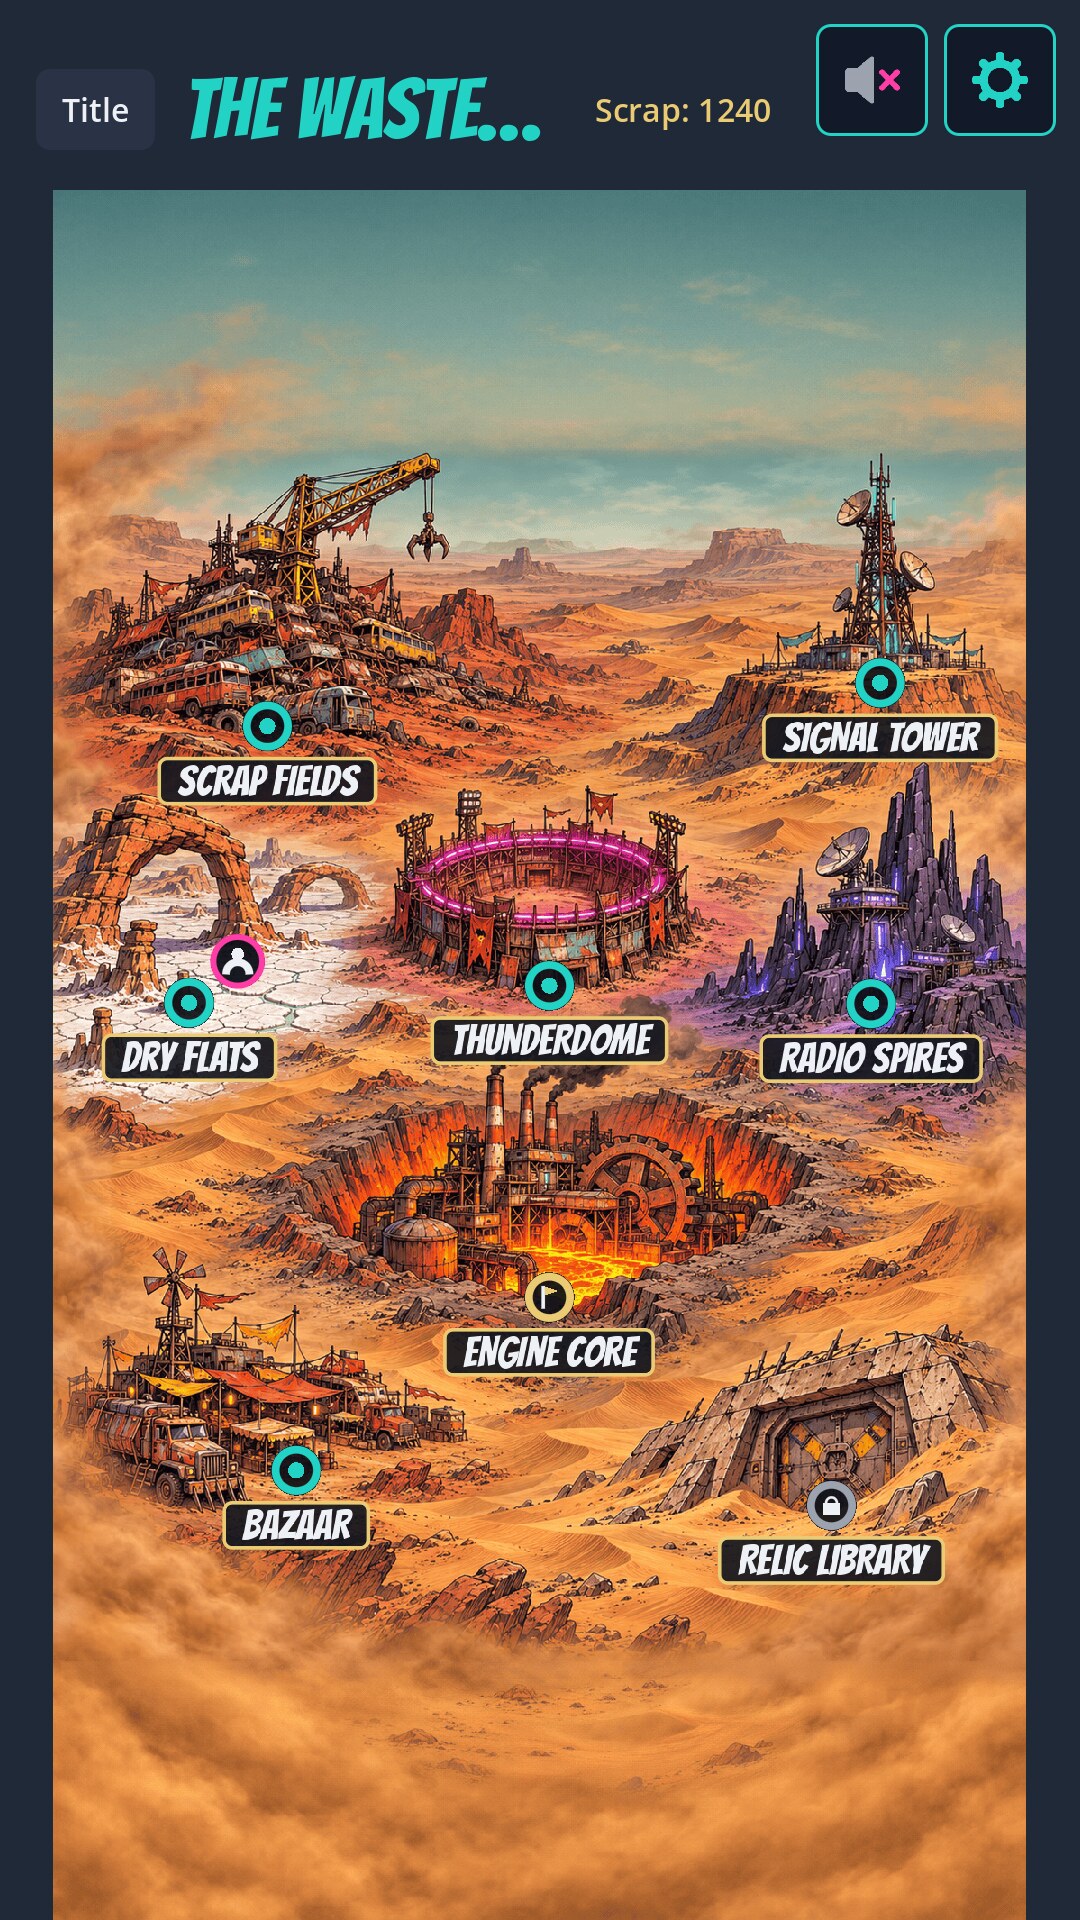 Title
THE WASTE...
Scrap: 1240
SIGNAL TOWER
SCRAP FIELDS
THUNDERDOME
DRY FLATS
RADIO SPIRES
ENGINE CORE
BAZAAR
RELIC LIBRARY